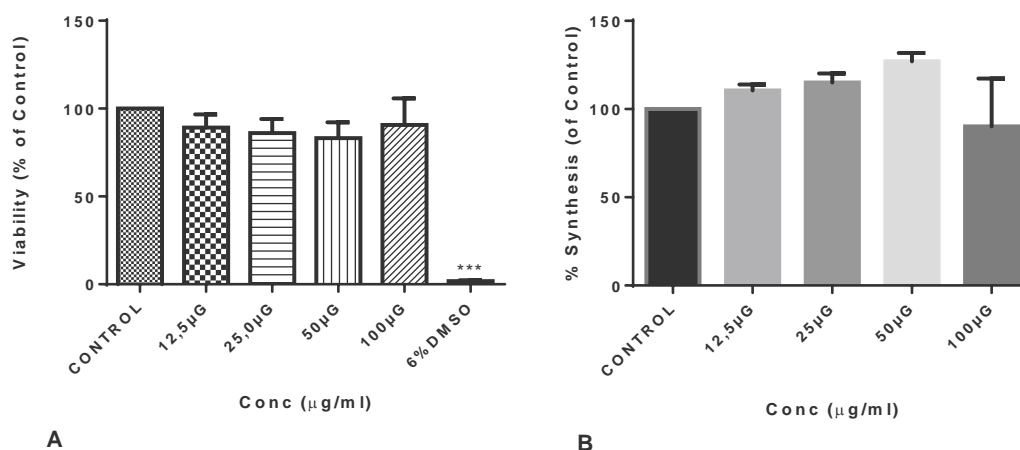 150
100
50
0
Viability (% of Control)
***
CONTROL
12,5µG
25,0µG
50µG
100µG
6%DMSO
Conc (µg/ml)
A
150
100
50
0
% Synthesis (of Control)
CONTROL
12,5µG
25µG
50µG
100µG
Conc (µg/ml)
B